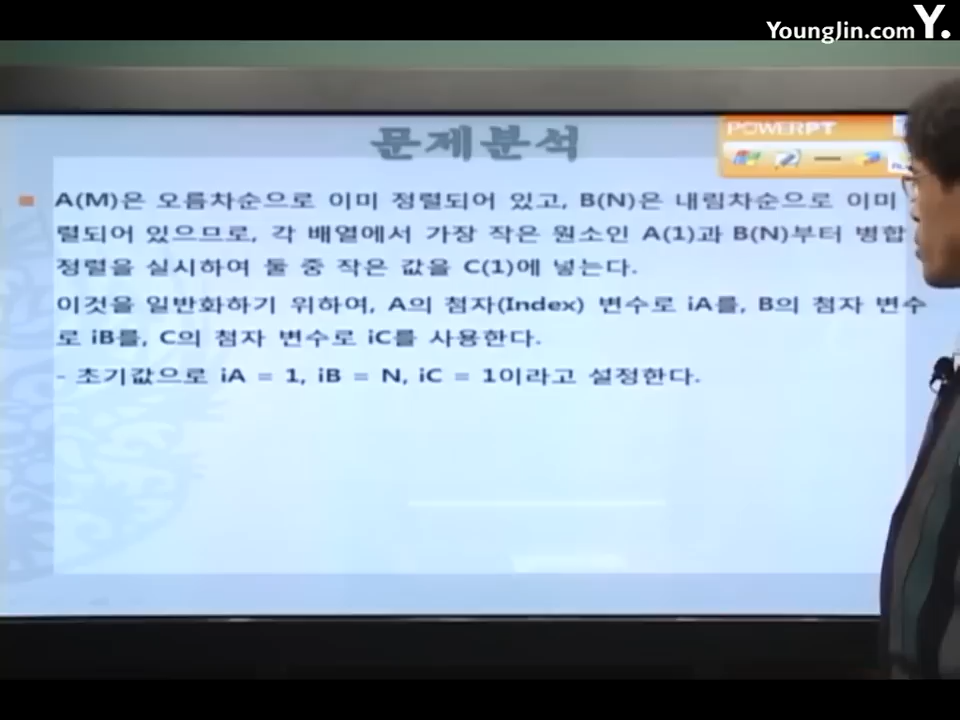 YoungJin.com Y.
문제분석
POWERPT
A(M)은 오름차순으로 이미 정렬되어 있고, B(N)은 내림차순으로 이미
렬되어 있으므로, 각 배열에서 가장 작은 원소인 A(1)과 B(N)부터 병합
정렬을 실시하여 둘 중 작은 값을 C(1)에 넣는다.
이것을 일반화하기 위하여, A의 첨자(Index) 변수로 iA를, B의 첨자 변수
로 iB를, C의 첨자 변수로 iC를 사용한다.
- 초기값으로 iA = 1, iB = N, iC = 1이라고 설정한다.